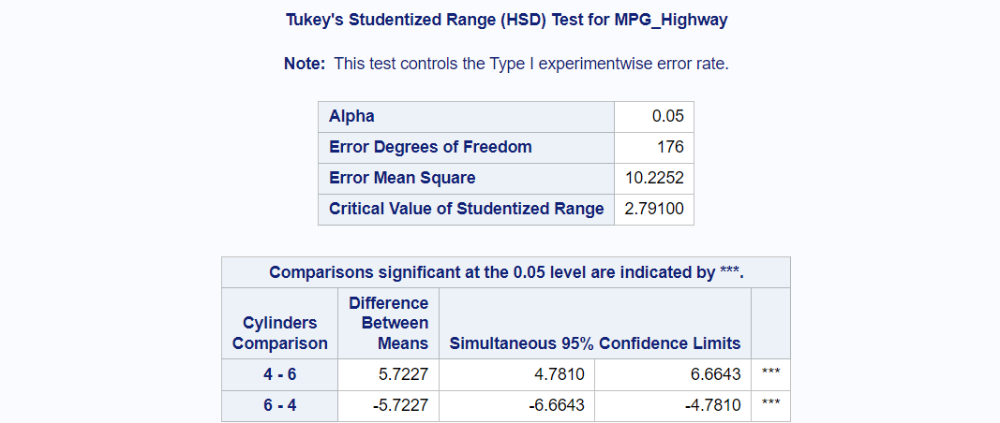 Tukey's Studentized Range (HSD) Test for MPG_Highway
Note: This test controls the Type I experimentwise error rate.
Alpha 0.05
Error Degrees of Freedom 176
Error Mean Square 10.2252
Critical Value of Studentized Range 2.79100
Comparisons significant at the 0.05 level are indicated by ***.
Cylinders
Comparison
Difference
Between
Means
Simultaneous 95% Confidence Limits
4 - 6 5.7227 4.7810 6.6643 ***
6 - 4 -5.7227 -6.6643 -4.7810 ***